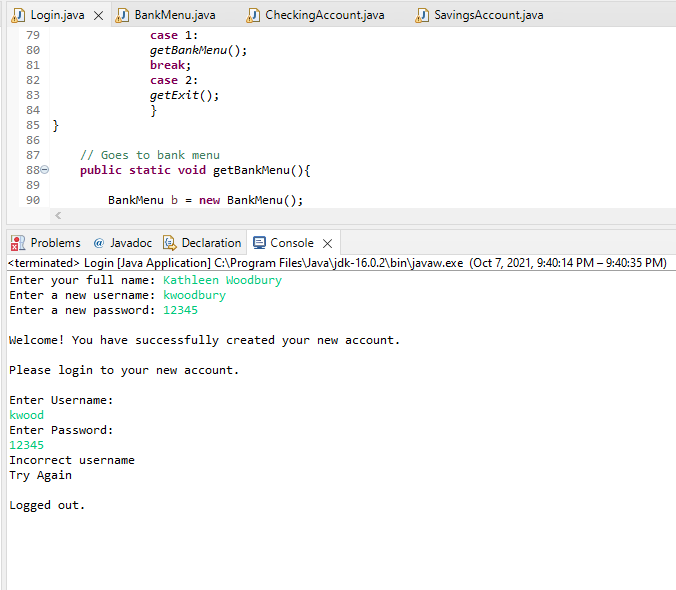 Login.java BankMenu.java CheckingAccount.java SavingsAccount.java
79 case 1:
80 getBankMenu();
81 break;
82 case 2:
83 getExit();
84 }
85 }
86
87 // Goes to bank menu
88 public static void getBankMenu(){
89
90 BankMenu b = new BankMenu();
Problems @ Javadoc Declaration Console
<terminated> Login [Java Application] C:\Program Files\Java\jdk-16.0.2\bin\javaw.exe (Oct 7, 2021, 9:40:14 PM – 9:40:35 PM)
Enter your full name: Kathleen Woodbury
Enter a new username: kwoodbury
Enter a new password: 12345
Welcome! You have successfully created your new account.
Please login to your new account.
Enter Username:
kwood
Enter Password:
12345
Incorrect username
Try Again
Logged out.